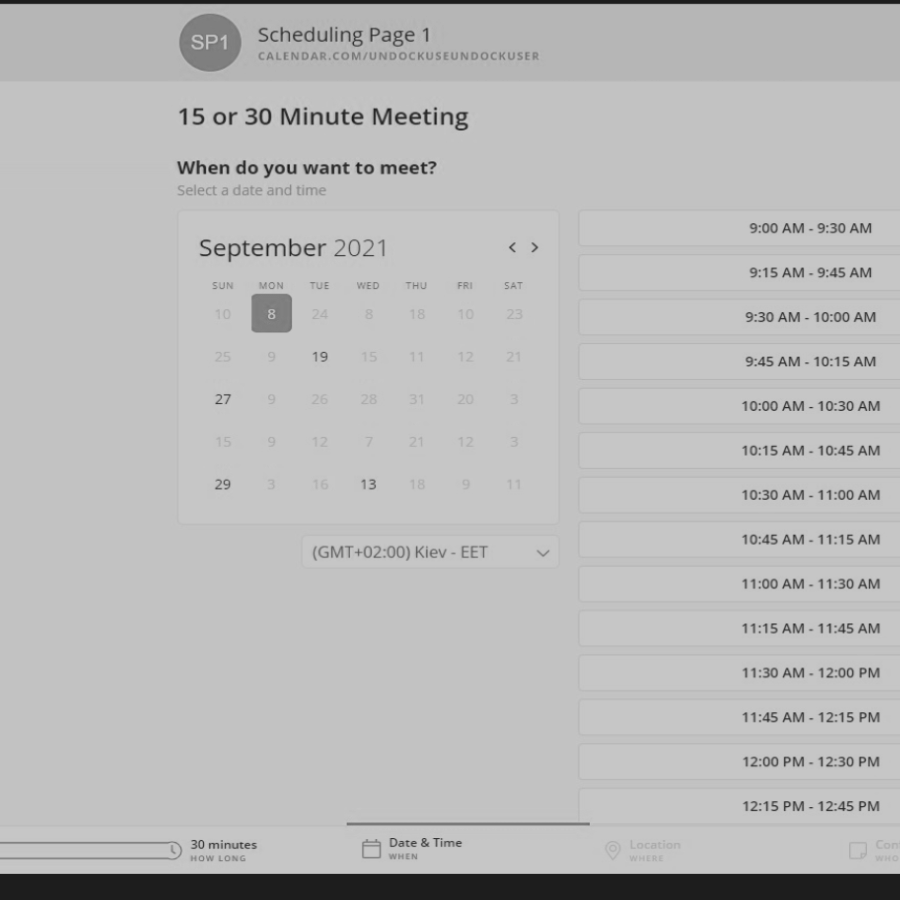 SP1
Scheduling Page 1
CALENDAR.COM/UNDOCKUSEUNDOCKUSER
15 or 30 Minute Meeting
When do you want to meet?
Select a date and time
September 2021
< >
SUN MON TUE WED THU FRI SAT
10 8 24 8 18 10 23
25 9 19 15 11 12 21
27 9 26 28 31 20 3
15 9 12 7 21 12 3
29 3 16 13 18 9 11
(GMT+02:00) Kiev - EET
9:00 AM - 9:30 AM
9:15 AM - 9:45 AM
9:30 AM - 10:00 AM
9:45 AM - 10:15 AM
10:00 AM - 10:30 AM
10:15 AM - 10:45 AM
10:30 AM - 11:00 AM
10:45 AM - 11:15 AM
11:00 AM - 11:30 AM
11:15 AM - 11:45 AM
11:30 AM - 12:00 PM
11:45 AM - 12:15 PM
12:00 PM - 12:30 PM
12:15 PM - 12:45 PM
30 minutes
HOW LONG
Date & Time
WHEN
Location
WHERE